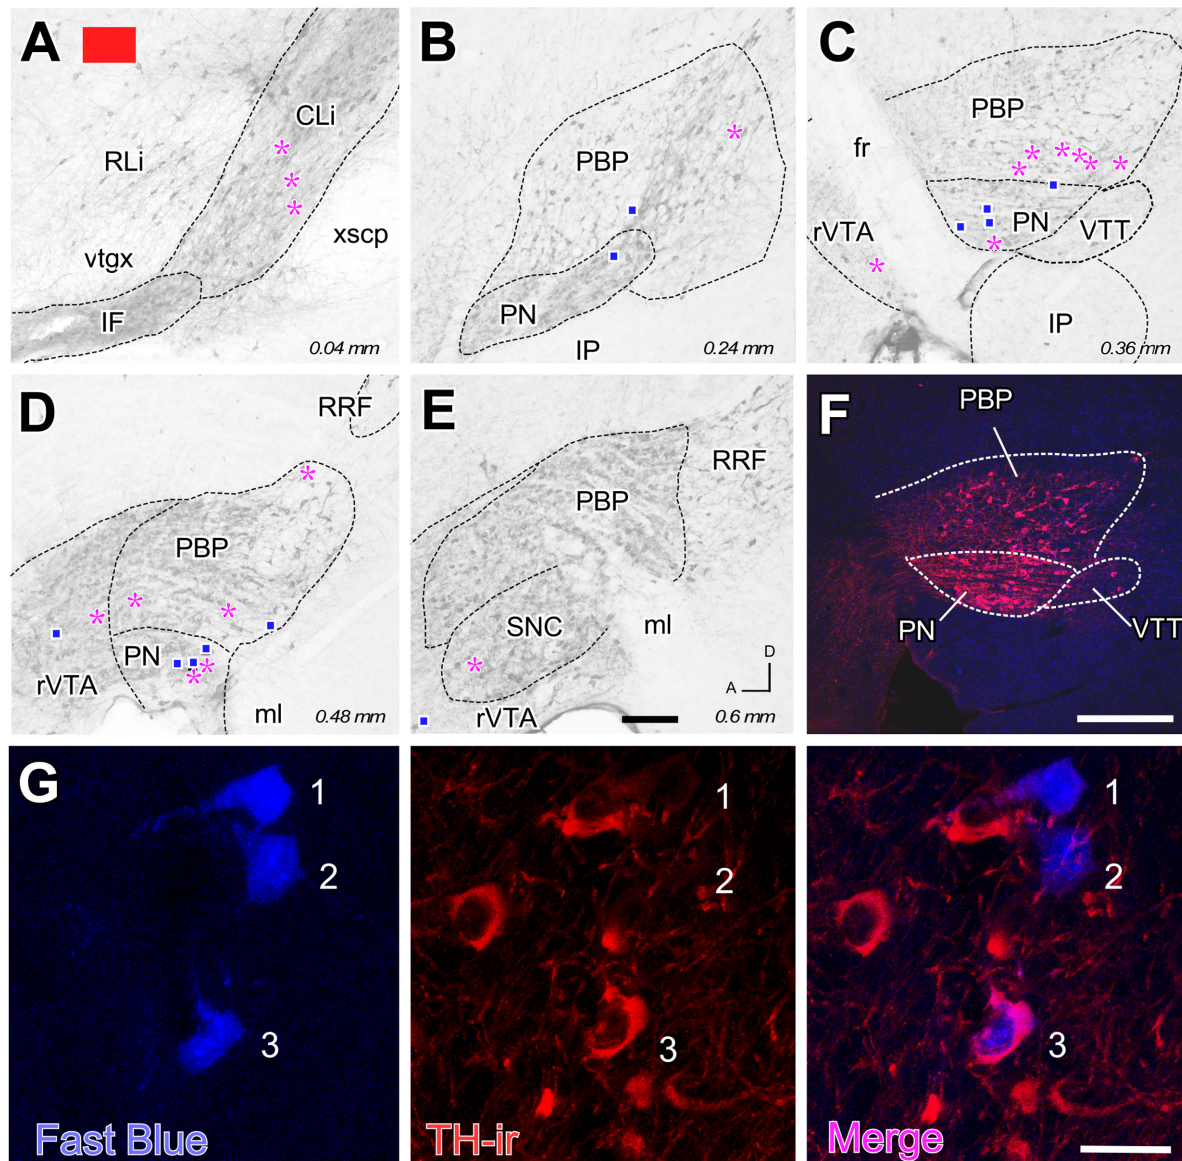 A
CLi
RLi
xscp
vtgx
IF
0.04 mm
B
PBP
PN
IP
0.24 mm
C
PBP
fr
PN
VTT
rVTA
IP
0.36 mm
D
RRF
PBP
PN
rVTA
ml
0.48 mm
E
RRF
PBP
SNC
ml
D
A
rVTA
0.6 mm
F
PBP
PN
VTT
G
1
2
3
Fast Blue
1
2
3
TH-ir
1
2
3
Merge